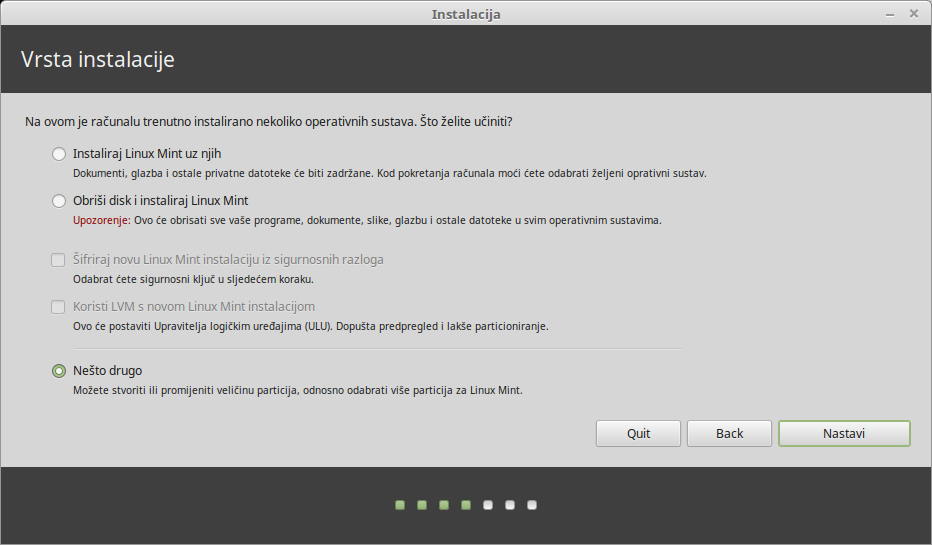 Instalacija
Vrsta instalacije
Na ovom je računalu trenutno instalirano nekoliko operativnih sustava. Što želite učiniti?
Instaliraj Linux Mint uz njih
Dokumenti, glazba i ostale privatne datoteke će biti zadržane. Kod pokretanja računala moći ćete odabrati željeni oprativni sustav.
Obriši disk i instaliraj Linux Mint
Upozorenje: Ovo će obrisati sve vaše programe, dokumente, slike, glazbu i ostale datoteke u svim operativnim sustavima.
Šifriraj novu Linux Mint instalaciju iz sigurnosnih razloga
Odabrat ćete sigurnosni ključ u sljedećem koraku.
Koristi LVM s novom Linux Mint instalacijom
Ovo će postaviti Upravitelja logičkim uređajima (ULU). Dopušta predpregled i lakše particioniranje.
Nešto drugo
Možete stvoriti ili promijeniti veličinu particija, odnosno odabrati više particija za Linux Mint.
Quit Back Nastavi